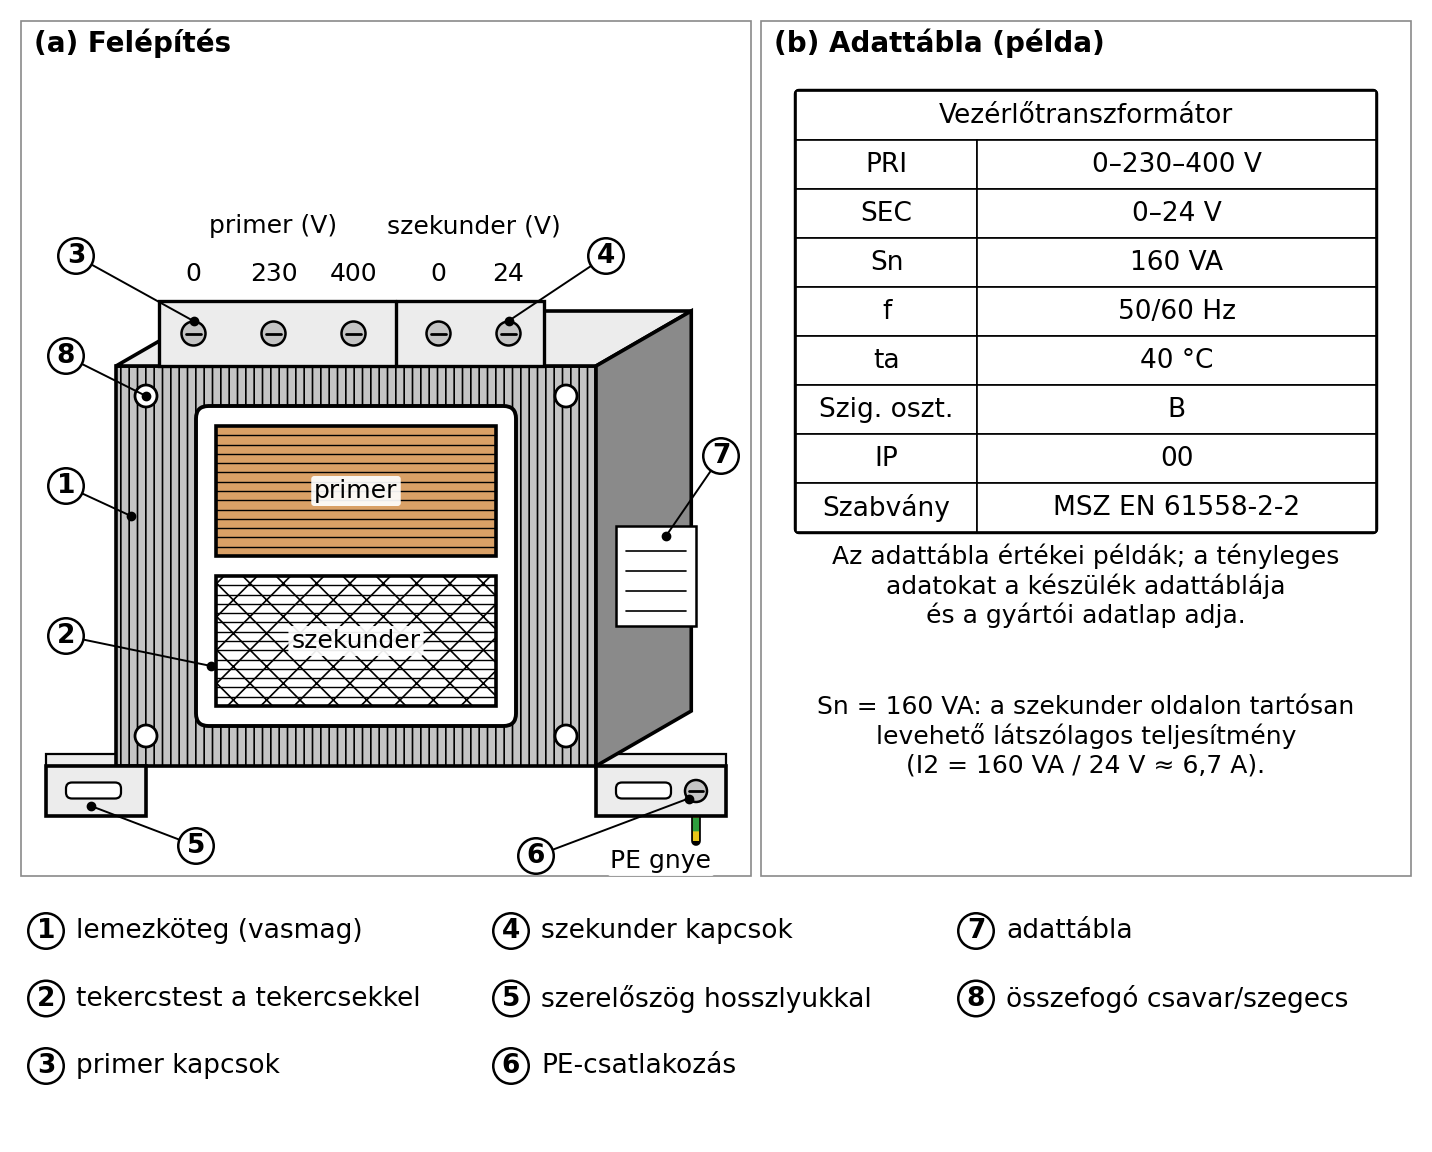 (a) Felépítés
primer (V) szekunder (V)
3 4
0 230 400 0 24
8
7
1
primer
2
szekunder
5
6
PE gnye
(b) Adattábla (példa)
Vezérlőtranszformátor
PRI 0–230–400 V
SEC 0–24 V
Sn 160 VA
f 50/60 Hz
ta 40 °C
Szig. oszt. B
IP 00
Szabvány MSZ EN 61558-2-2
Az adattábla értékei példák; a tényleges
adatokat a készülék adattáblája
és a gyártói adatlap adja.
Sn = 160 VA: a szekunder oldalon tartósan
levehető látszólagos teljesítmény
(I2 = 160 VA / 24 V ≈ 6,7 A).
1 lemezköteg (vasmag)
2 tekercstest a tekercsekkel
3 primer kapcsok
4 szekunder kapcsok
5 szerelőszög hosszlyukkal
6 PE-csatlakozás
7 adattábla
8 összefogó csavar/szegecs